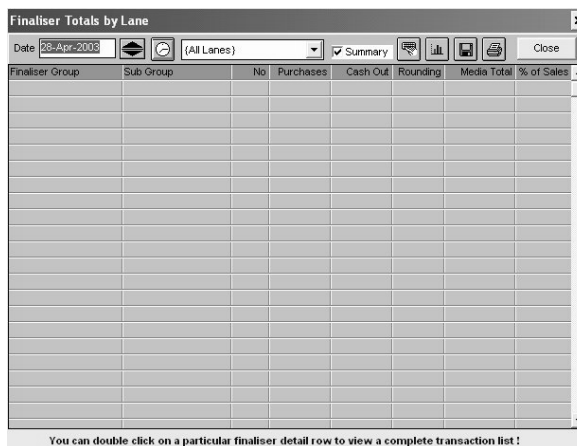 Finaliser Totals by Lane
Date 28-Apr-2003 {All Lanes} Summary Close
Finaliser Group Sub Group No Purchases Cash Out Rounding Media Total % of Sales
You can double click on a particular finaliser detail row to view a complete transaction list !